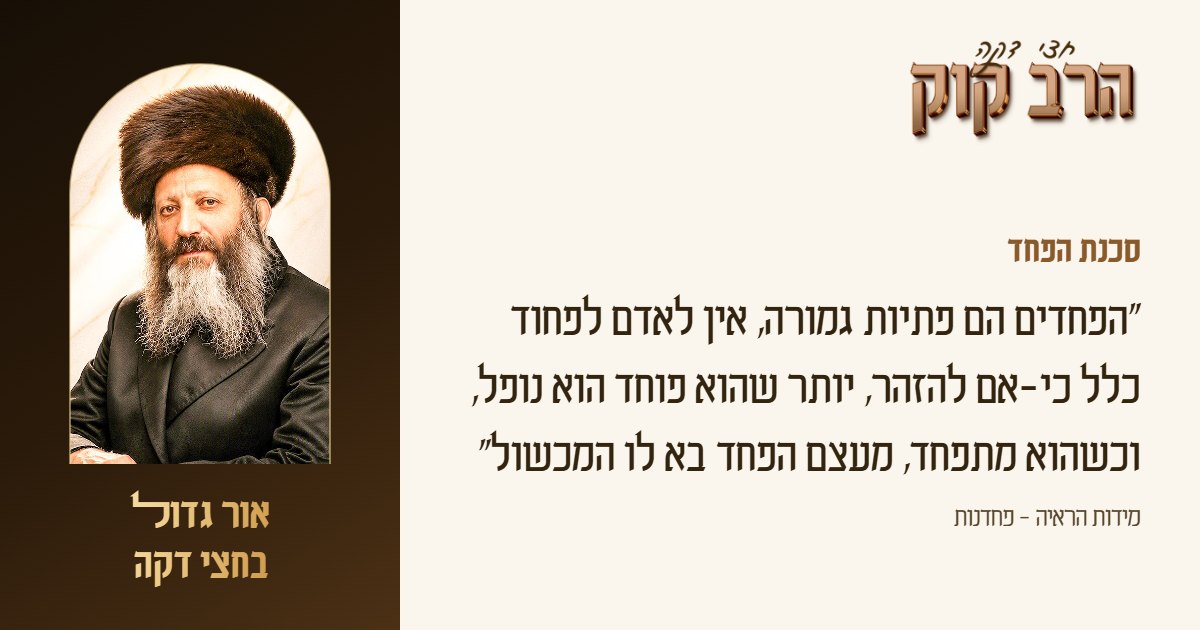 חצי דקה
הרב קוק
סכנת הפחד
"הפחדים הם פתיות גמורה, אין לאדם לפחוד
כלל כי-אם להזהר, יותר שהוא פוחד הוא נופל,
וכשהוא מתפחד, מעצם הפחד בא לו המכשול"
מידות הראיה - פחדנות
אור גדול
בחצי דקה